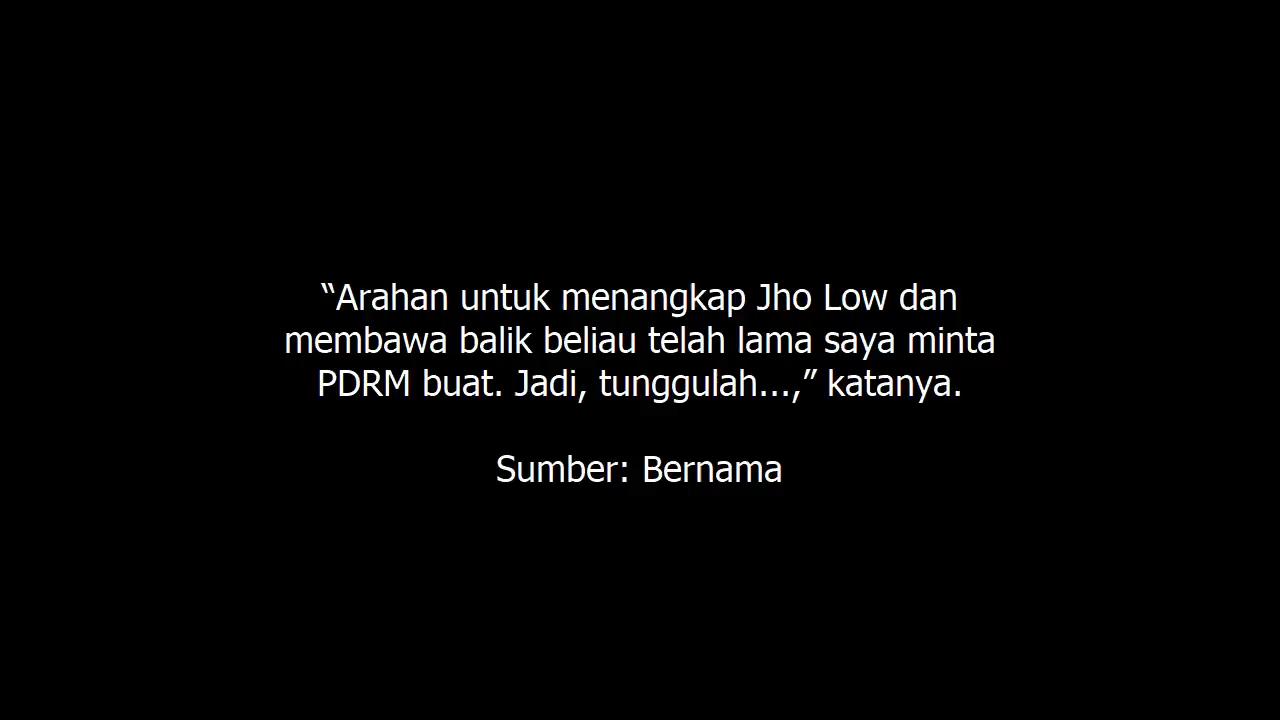 “Arahan untuk menangkap Jho Low dan
membawa balik beliau telah lama saya minta
PDRM buat. Jadi, tunggulah...,” katanya.
Sumber: Bernama